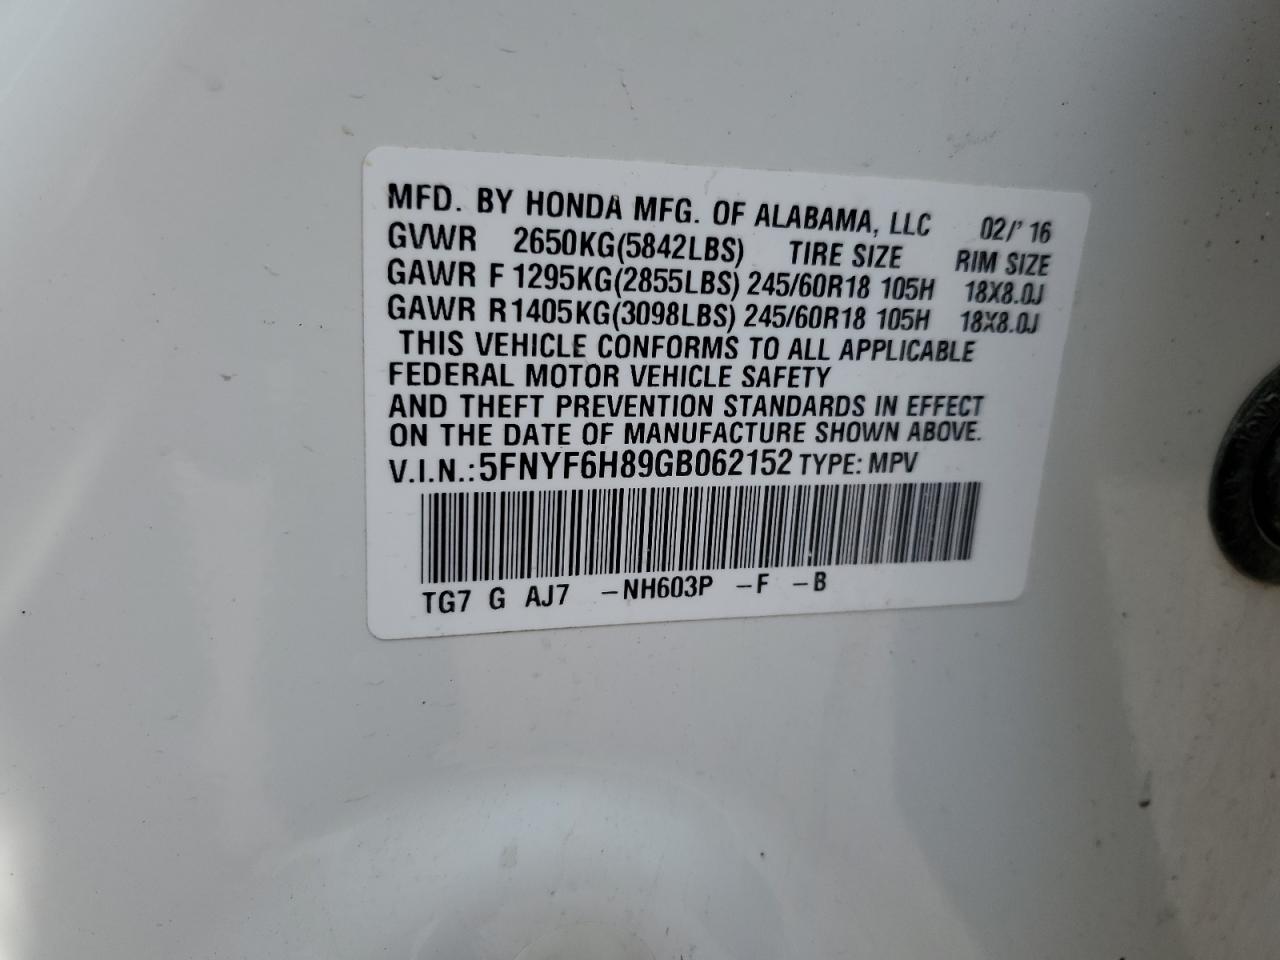 MFD. BY HONDA MFG. OF ALABAMA, LLC 02/'16
GVWR 2650KG(5842LBS) TIRE SIZE RIM SIZE
GAWR F 1295KG(2855LBS) 245/60R18 105H 18X8.0J
GAWR R1405KG(3098LBS) 245/60R18 105H 18X8.0J
THIS VEHICLE CONFORMS TO ALL APPLICABLE
FEDERAL MOTOR VEHICLE SAFETY
AND THEFT PREVENTION STANDARDS IN EFFECT
ON THE DATE OF MANUFACTURE SHOWN ABOVE.
V.I.N.:5FNYF6H89GB062152 TYPE: MPV
TG7 G AJ7 -NH603P -F -B